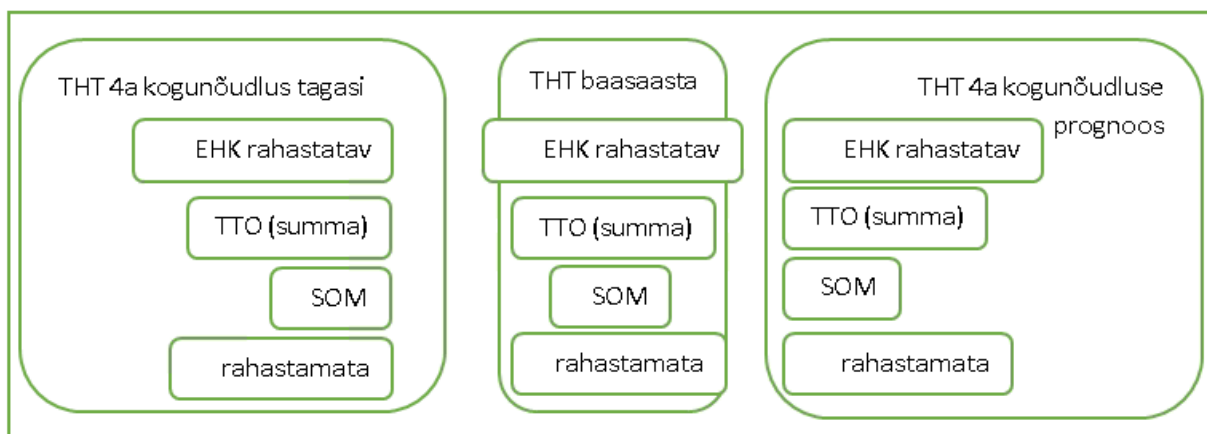 THT 4a kogunõudlus tagasi
EHK rahastatav
TTO (summa)
SOM
rahastamata
THT baasaasta
EHK rahastatav
TTO (summa)
SOM
rahastamata
THT 4a kogunõudluse
prognoos
EHK rahastatav
TTO (summa)
SOM
rahastamata